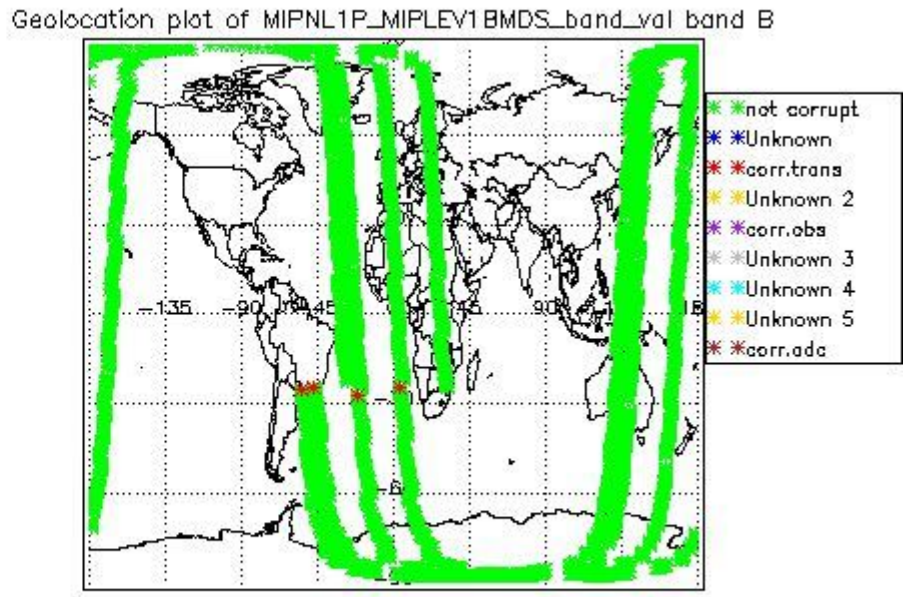 Geolocation plot of MIPNL1P_MIPLEV1BMDS_band_val band B
not corrupt
Unknown
corr.trans
Unknown 2
corr.obs
Unknown 3
Unknown 4
Unknown 5
corr.adc
-135 -90 45 90